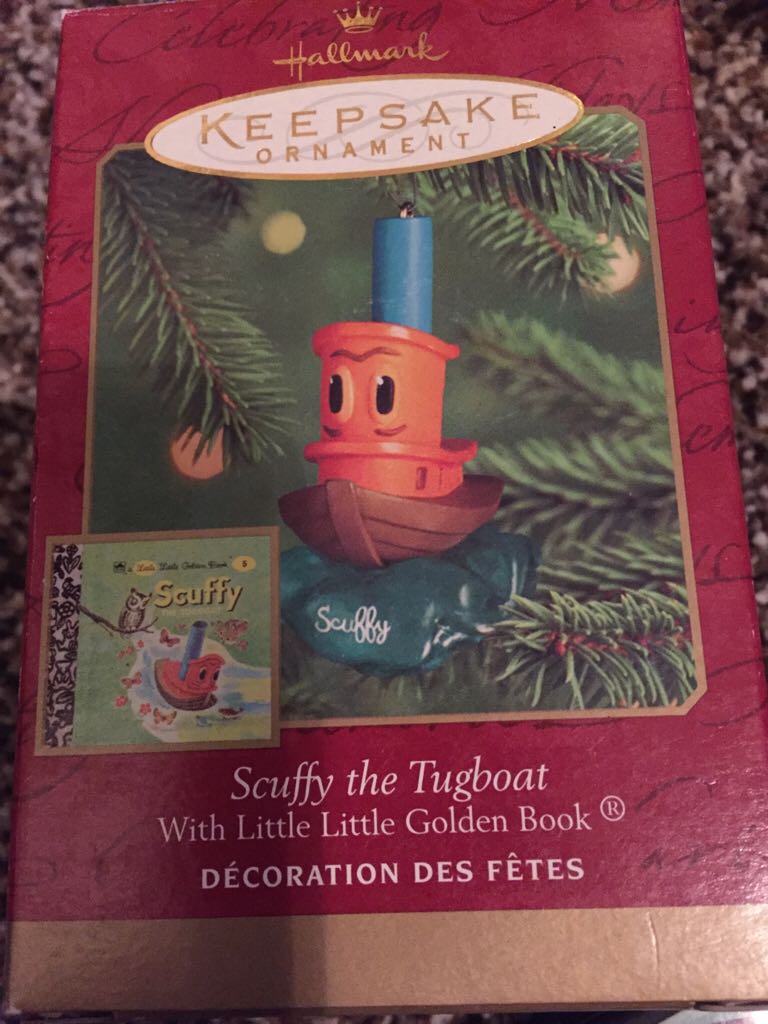 Celebrating
Hallmark
KEEPSAKE
ORNAMENT
Scuffy
a Little Little Golden Book 5
Scuffy
Scuffy the Tugboat
With Little Little Golden Book ®
DÉCORATION DES FÊTES